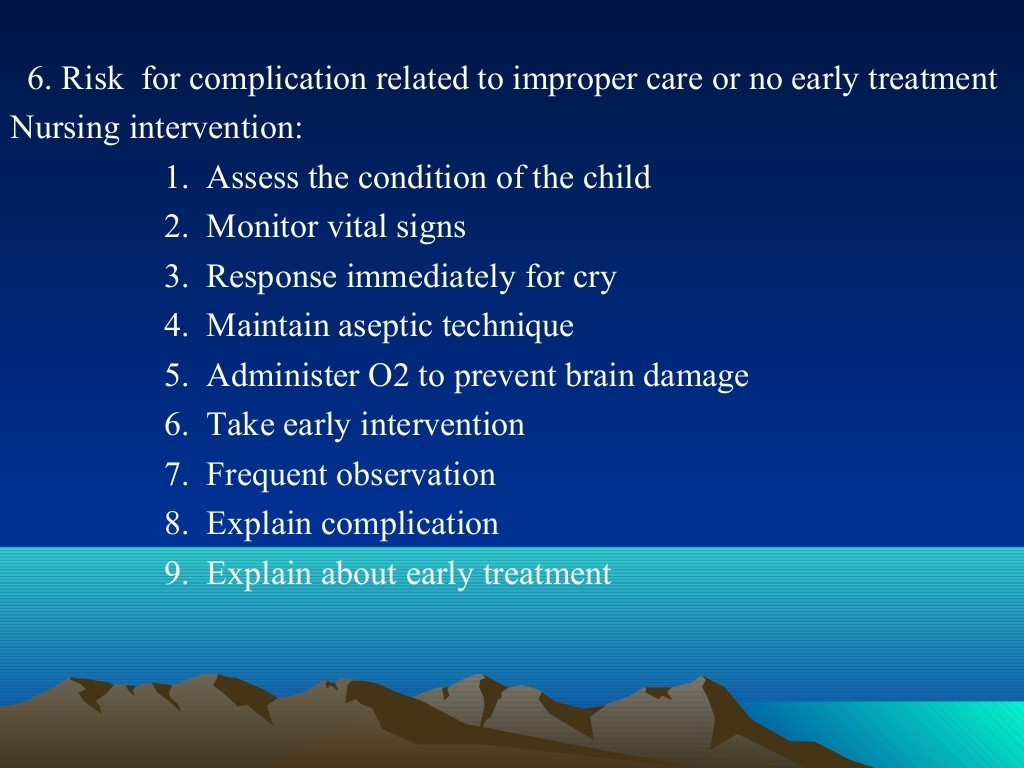 6. Risk  for complication related to improper care or no early treatment
Nursing intervention:
1. Assess the condition of the child
2. Monitor vital signs
3. Response immediately for cry
4. Maintain aseptic technique
5. Administer O2 to prevent brain damage
6. Take early intervention
7. Frequent observation
8. Explain complication
9. Explain about early treatment